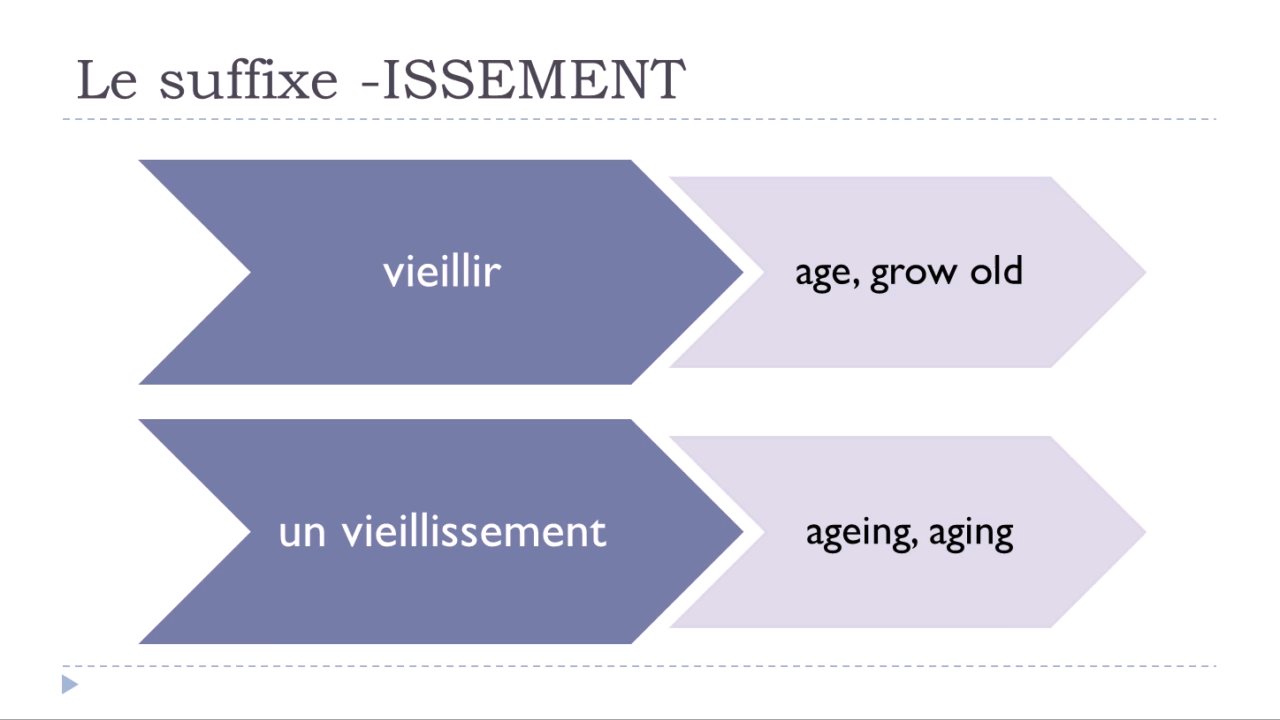 Le suffixe -ISSEMENT
vieillir
age, grow old
un vieillissement
ageing, aging